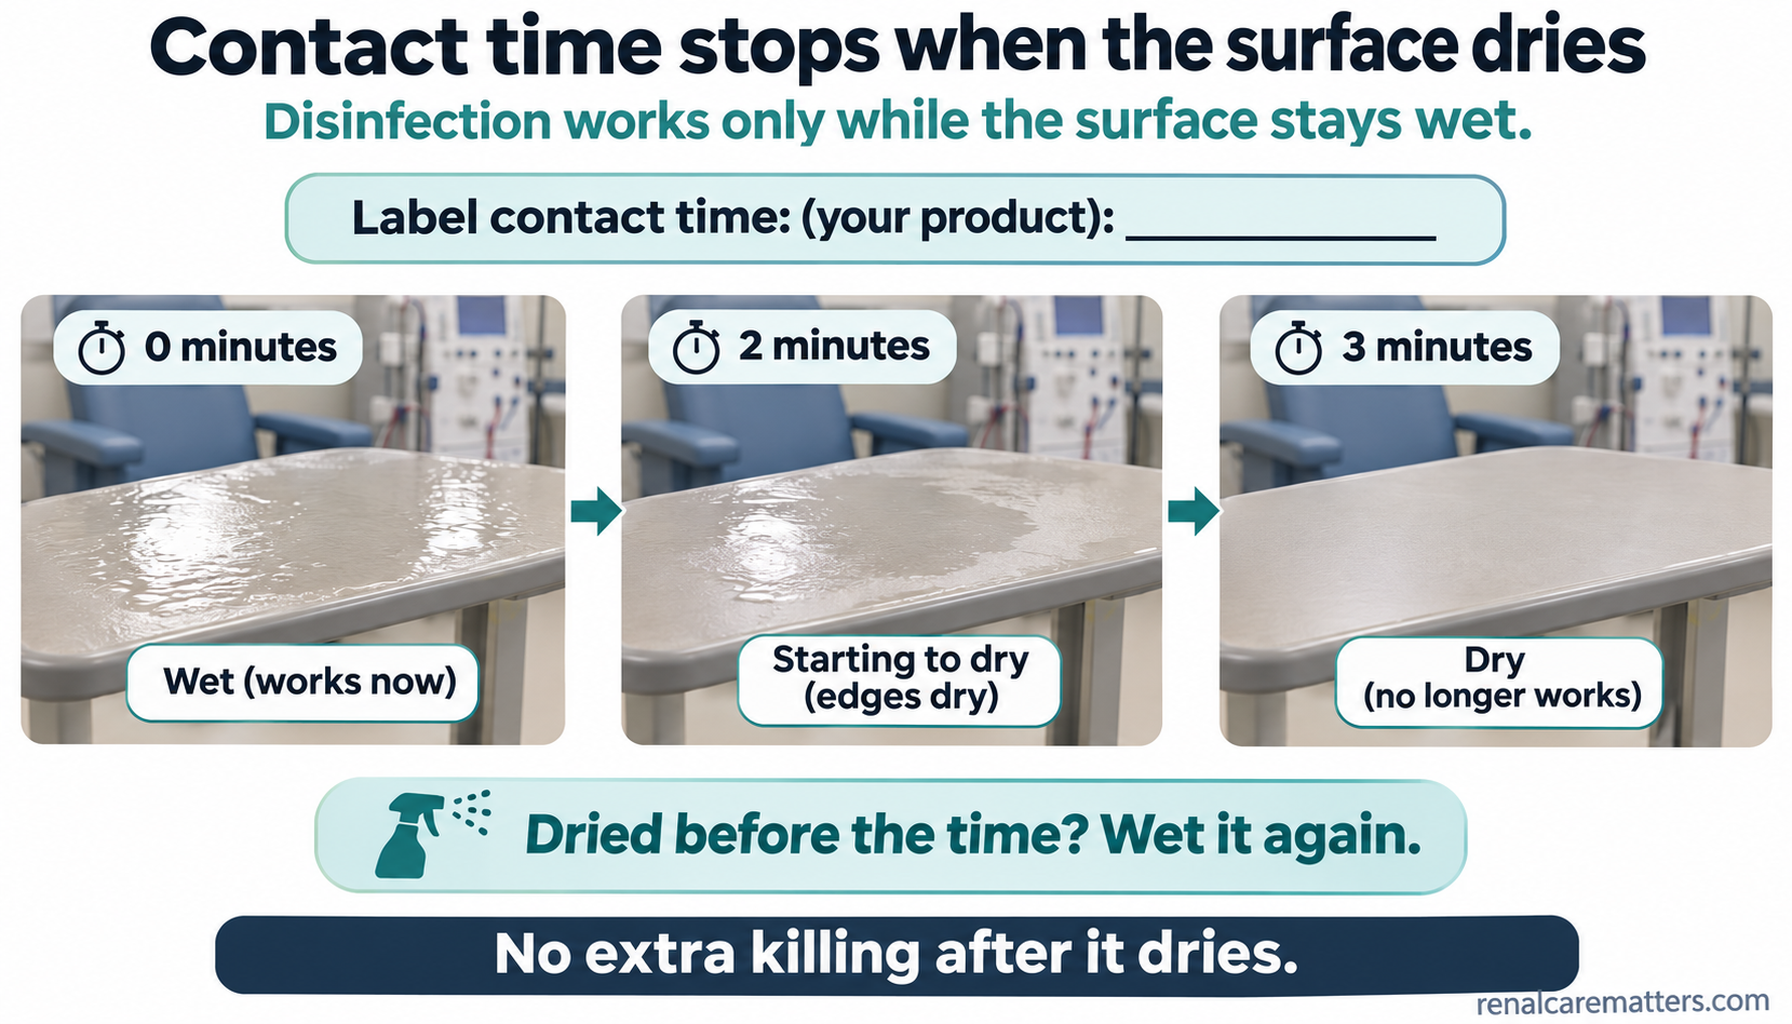 Contact time stops when the surface dries
Disinfection works only while the surface stays wet.
Label contact time: (your product): ____________
0 minutes
2 minutes
3 minutes
Wet (works now)
Starting to dry
(edges dry)
Dry
(no longer works)
Dried before the time? Wet it again.
No extra killing after it dries.
renalcarematters.com